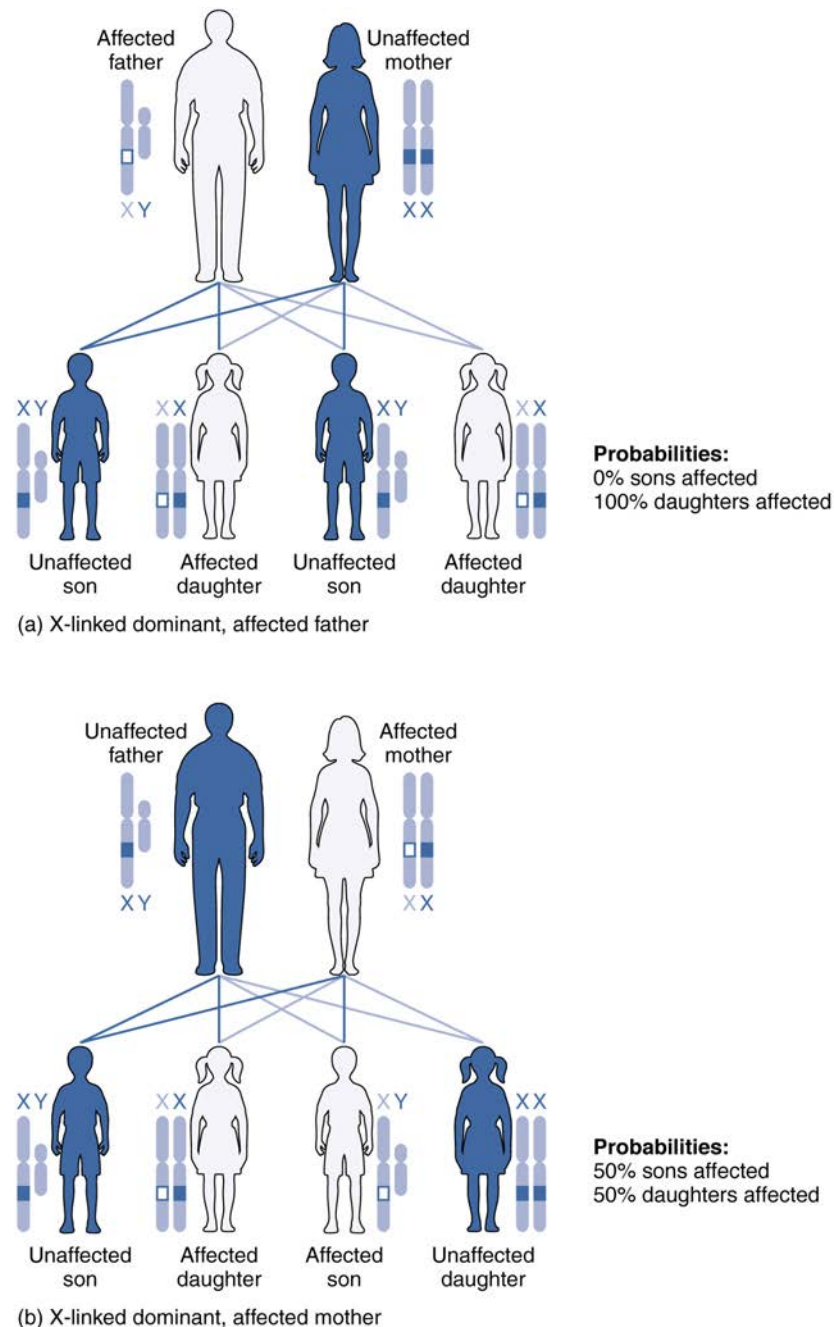 Affected
father
Unaffected
mother
X Y
X X
X Y
X X
X Y
X X
Probabilities:
0% sons affected
100% daughters affected
Unaffected
son
Affected
daughter
Unaffected
son
Affected
daughter
(a) X-linked dominant, affected father
Unaffected
father
Affected
mother
X Y
X X
X Y
X X
X Y
X X
Probabilities:
50% sons affected
50% daughters affected
Unaffected
son
Affected
daughter
Affected
son
Unaffected
daughter
(b) X-linked dominant, affected mother